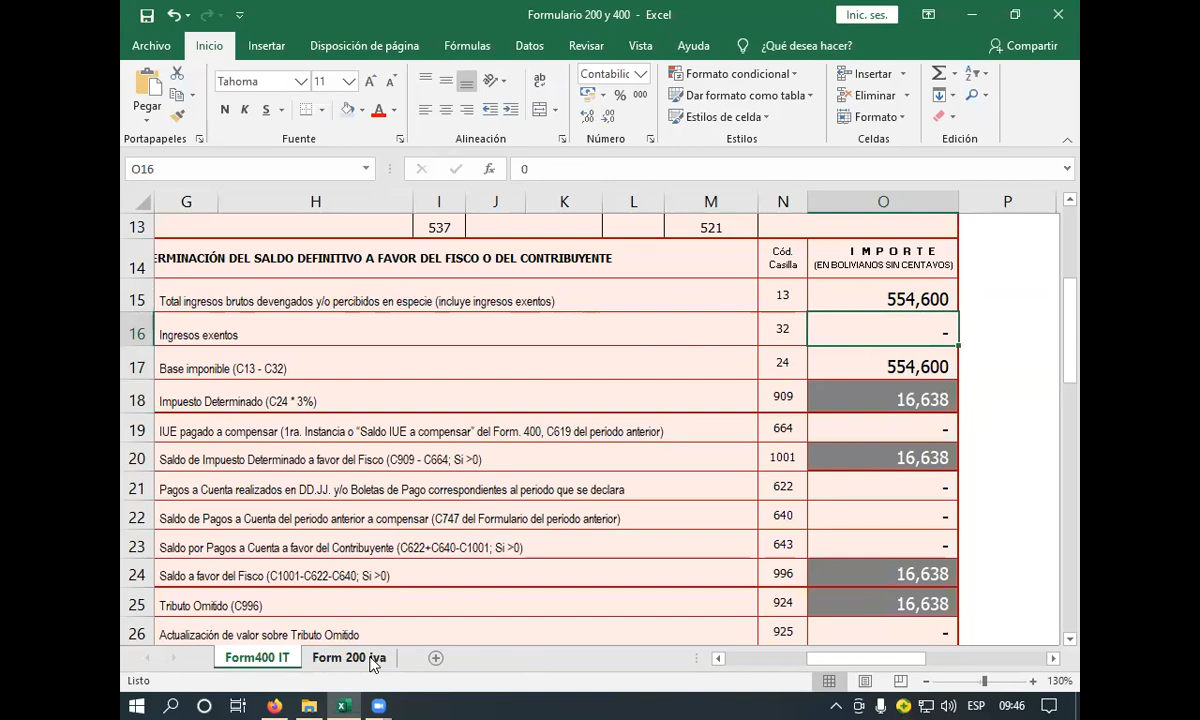 Formulario 200 y 400 - Excel
Inic. ses.
Archivo Inicio Insertar Disposición de página Fórmulas Datos Revisar Vista Ayuda ¿Qué desea hacer? Compartir
Pegar
Tahoma 11
N K S
ab
Contabilic
% 000
Formato condicional
Dar formato como tabla
Estilos de celda
Insertar
Eliminar
Formato
Portapapeles Fuente Alineación Número Estilos Celdas Edición
O16 fx 0
G H I J K L M N O P
13 537 521
14 ERMINACIÓN DEL SALDO DEFINITIVO A FAVOR DEL FISCO O DEL CONTRIBUYENTE Cód. Casilla I M P O R T E (EN BOLIVIANOS SIN CENTAVOS)
15 Total ingresos brutos devengados y/o percibidos en especie (incluye ingresos exentos) 13 554,600
16 Ingresos exentos 32 -
17 Base imponible (C13 - C32) 24 554,600
18 Impuesto Determinado (C24 * 3%) 909 16,638
19 IUE pagado a compensar (1ra. Instancia o “Saldo IUE a compensar” del Form. 400, C619 del periodo anterior) 664 -
20 Saldo de Impuesto Determinado a favor del Fisco (C909 - C664; Si >0) 1001 16,638
21 Pagos a Cuenta realizados en DD.JJ. y/o Boletas de Pago correspondientes al periodo que se declara 622 -
22 Saldo de Pagos a Cuenta del periodo anterior a compensar (C747 del Formulario del periodo anterior) 640 -
23 Saldo por Pagos a Cuenta a favor del Contribuyente (C622+C640-C1001; Si >0) 643 -
24 Saldo a favor del Fisco (C1001-C622-C640; Si >0) 996 16,638
25 Tributo Omitido (C996) 924 16,638
26 Actualización de valor sobre Tributo Omitido 925 -
Form400 IT Form 200 iva
Listo 130%
ESP 09:46